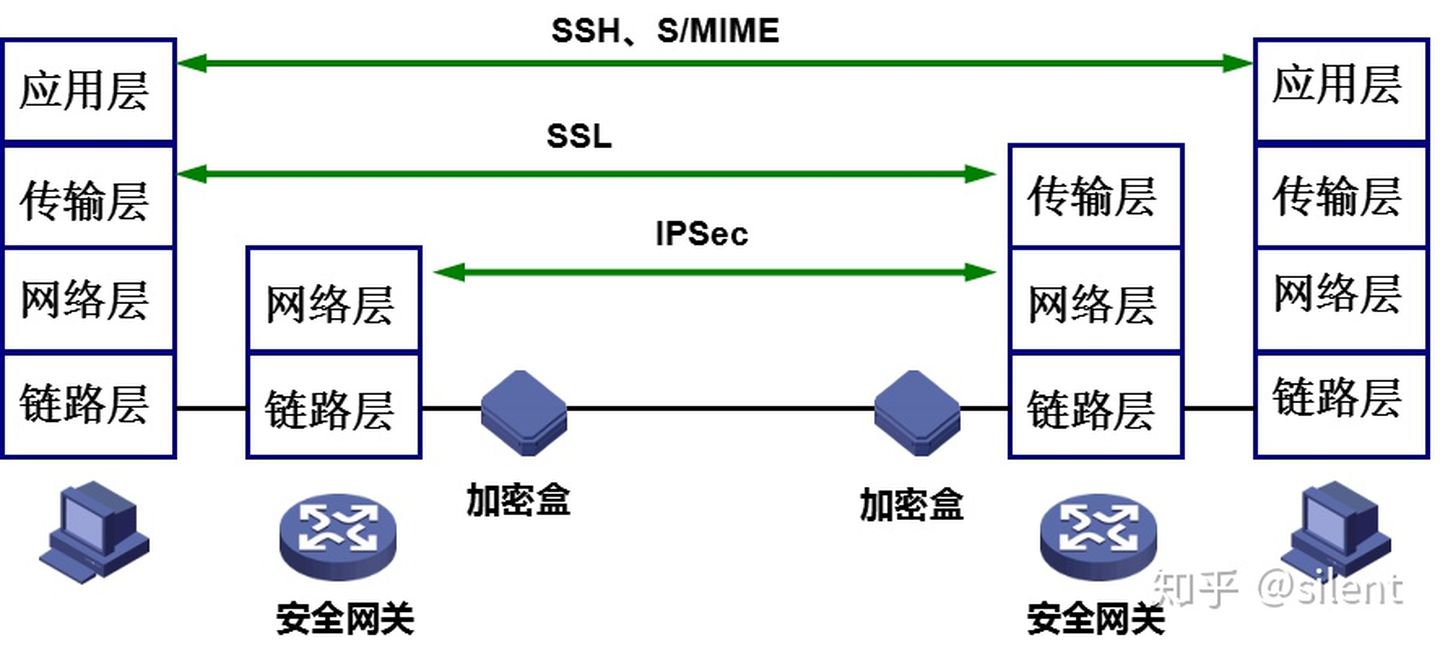 SSH、S/MIME
应用层
应用层
SSL
传输层
传输层
传输层
IPSec
网络层
网络层
网络层
网络层
链路层
链路层
链路层
链路层
加密盒
加密盒
安全网关
安全网关
知乎 @silent